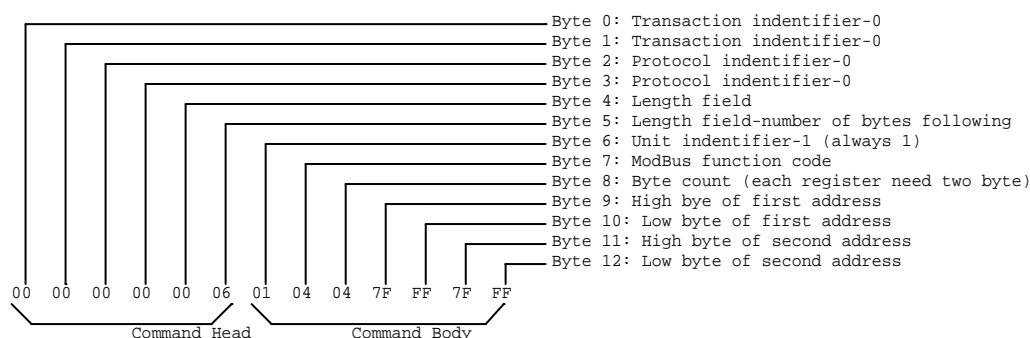 Byte 0: Transaction indentifier-0
Byte 1: Transaction indentifier-0
Byte 2: Protocol indentifier-0
Byte 3: Protocol indentifier-0
Byte 4: Length field
Byte 5: Length field-number of bytes following
Byte 6: Unit indentifier-1 (always 1)
Byte 7: ModBus function code
Byte 8: Byte count (each register need two byte)
Byte 9: High bye of first address
Byte 10: Low byte of first address
Byte 11: High byte of second address
Byte 12: Low byte of second address
00 00 00 00 00 06 01 04 04 7F FF 7F FF
Command Head Command Body